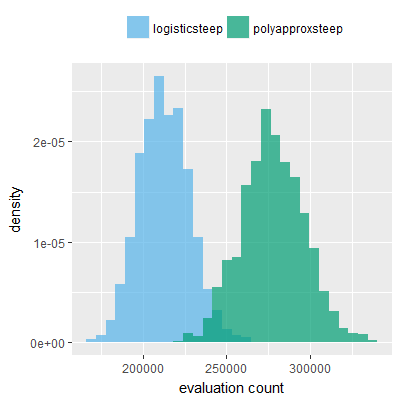 logisticsteep polyapproxsteep
density
2e-05
1e-05
0e+00
200000 250000 300000
evaluation count